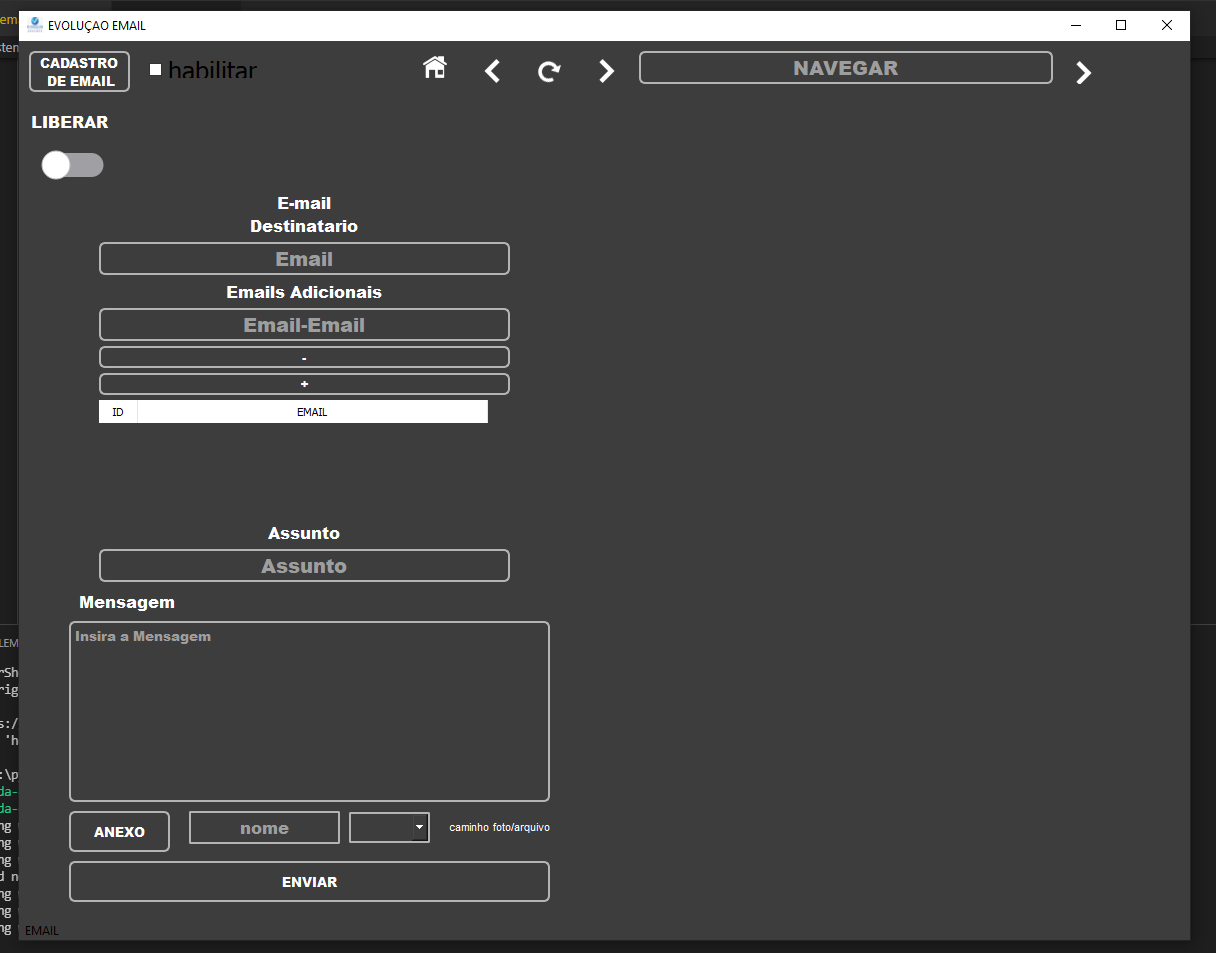 EVOLUÇAO EMAIL
CADASTRO
DE EMAIL
habilitar
NAVEGAR
LIBERAR
E-mail
Destinatario
Email
Emails Adicionais
Email-Email
-
+
ID EMAIL
Assunto
Assunto
Mensagem
Insira a Mensagem
ANEXO nome caminho foto/arquivo
ENVIAR
EMAIL